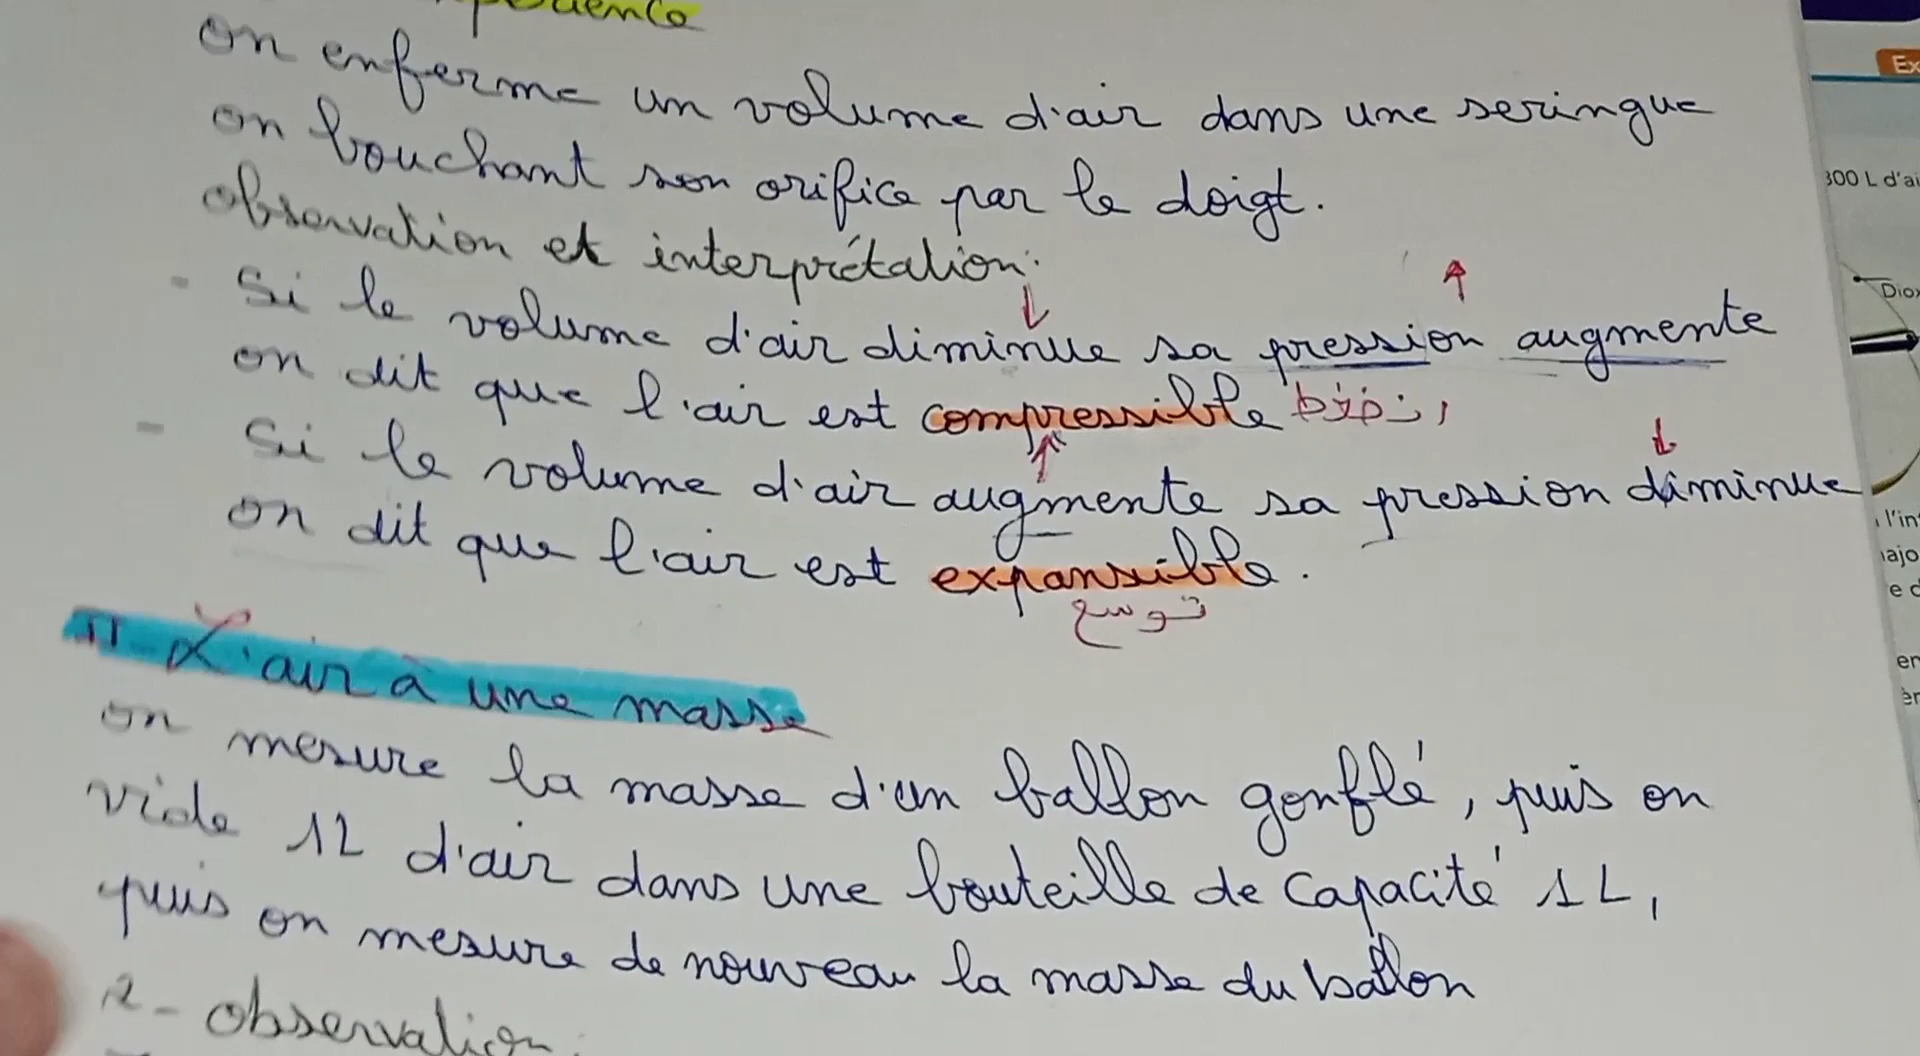 on enferme un volume d'air dans une seringue
on bouchant son orifice par le doigt.
observation et interprétation:
- Si le volume d'air diminue sa pression augmente
on dit que l'air est compressible
- Si le volume d'air augmente sa pression diminue
on dit que l'air est expansible.
توسع
II- L'air à une masse
on mesure la masse d'un ballon gonflé, puis on
vide 1L d'air dans une bouteille de capacité 1L,
puis on mesure de nouveau la masse du ballon
2- observation:
Ex
300 L d'ai
Diox
l'in
ajo
e d
en